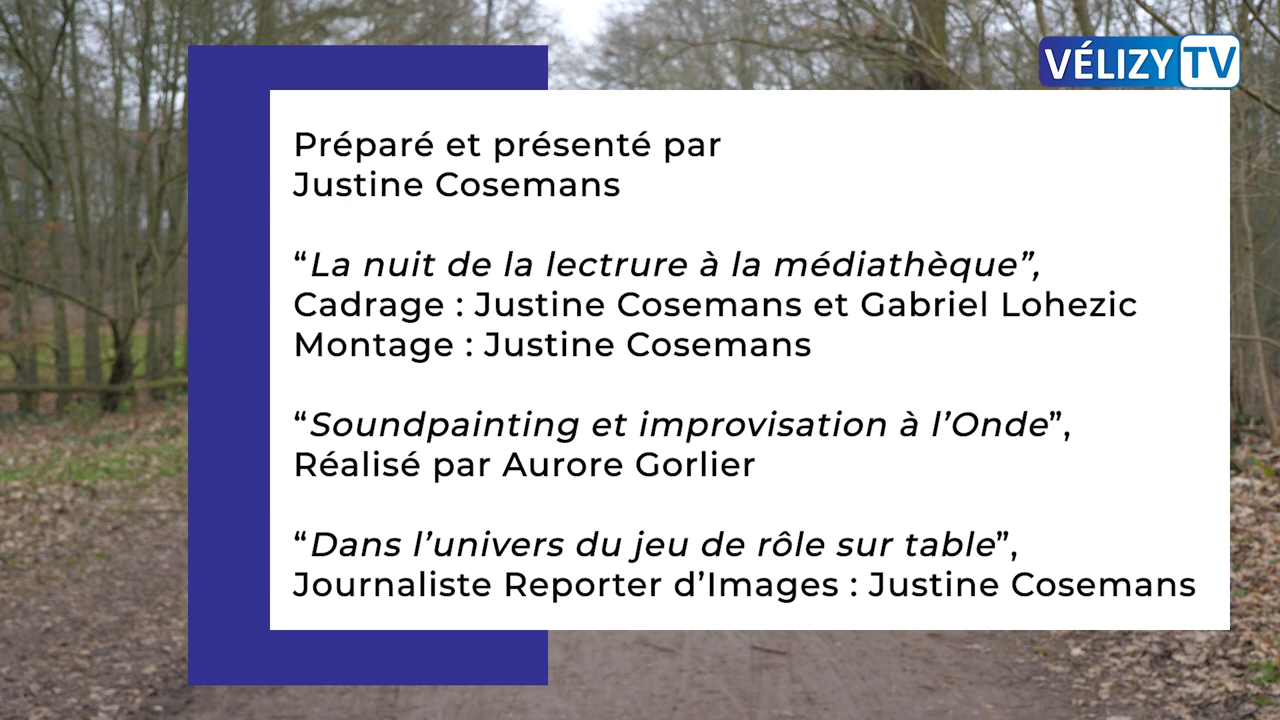 VÉLIZY TV
Préparé et présenté par
Justine Cosemans
“La nuit de la lectrure à la médiathèque”,
Cadrage : Justine Cosemans et Gabriel Lohezic
Montage : Justine Cosemans
“Soundpainting et improvisation à l’Onde”,
Réalisé par Aurore Gorlier
“Dans l’univers du jeu de rôle sur table”,
Journaliste Reporter d’Images : Justine Cosemans